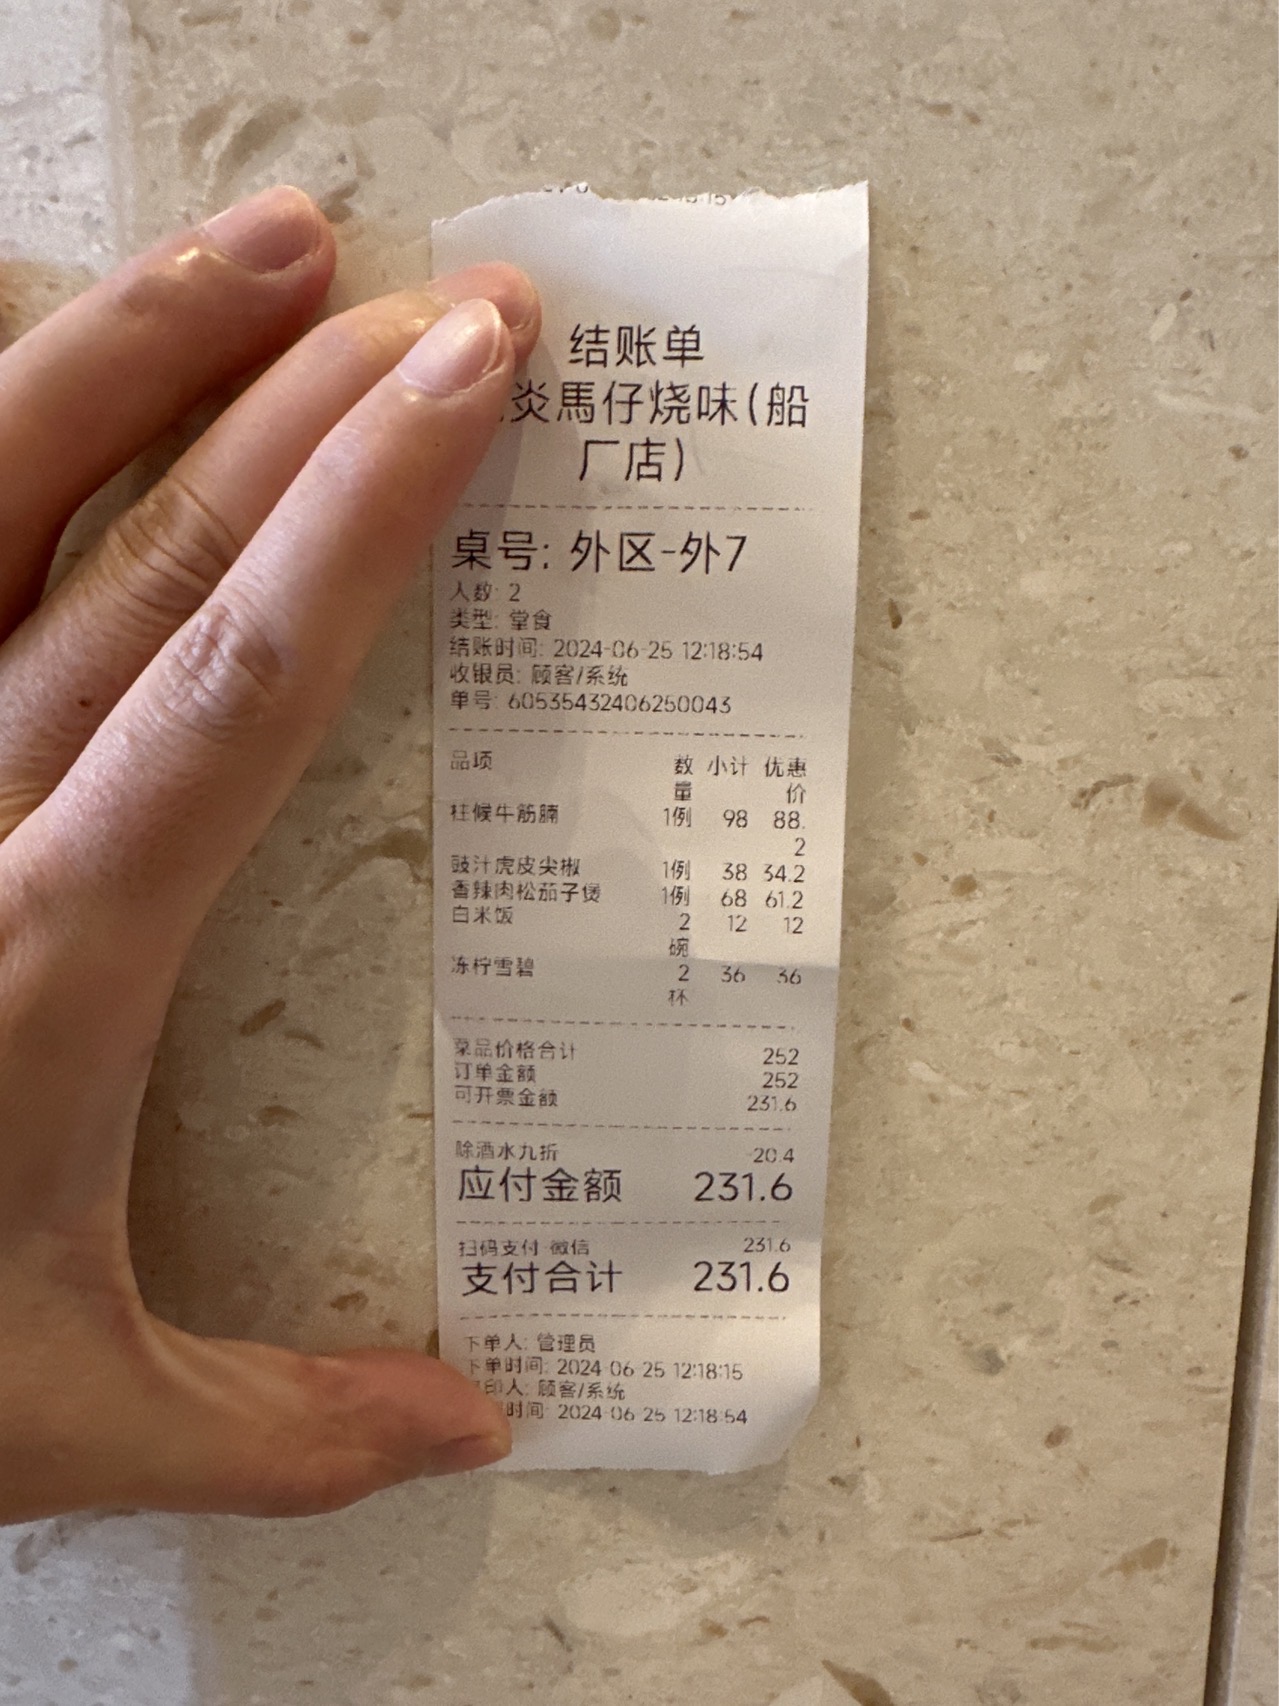 结账单
炎馬仔烧味(船
厂店)
桌号: 外区-外7
人数: 2
类型: 堂食
结账时间: 2024-06-25 12:18:54
收银员: 顾客/系统
单号: 60535432406250043
品项 数 小计 优惠
量 价
柱候牛筋腩 1例 98 88.
2
豉汁虎皮尖椒 1例 38 34.2
香辣肉松茄子煲 1例 68 61.2
白米饭 2 12 12
碗
冻柠雪碧 2 36 36
杯
菜品价格合计 252
订单金额 252
可开票金额 231.6
除酒水九折 -20.4
应付金额 231.6
扫码支付-微信 231.6
支付合计 231.6
下单人: 管理员
下单时间: 2024-06-25 12:18:15
印人: 顾客/系统
时间: 2024-06-25 12:18:54